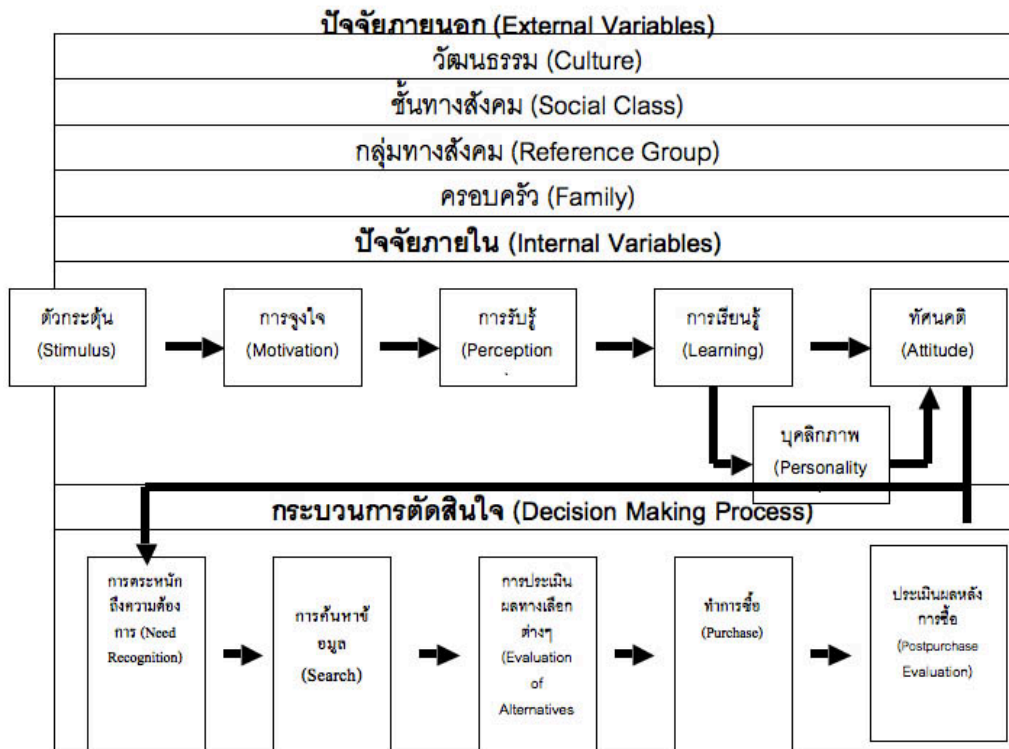 ปัจจัยภายนอก (External Variables)
วัฒนธรรม (Culture)
ชั้นทางสังคม (Social Class)
กลุ่มทางสังคม (Reference Group)
ครอบครัว (Family)
ปัจจัยภายใน (Internal Variables)
ตัวกระตุ้น
(Stimulus)
การจูงใจ
(Motivation)
การรับรู้
(Perception
การเรียนรู้
(Learning)
ทัศนคติ
(Attitude)
บุคลิกภาพ
(Personality
กระบวนการตัดสินใจ (Decision Making Process)
การตระหนัก
ถึงความต้อง
การ (Need
Recognition)
การค้นหาข้
อมูล
(Search)
การประเมิน
ผลทางเลือก
ต่างๆ
(Evaluation
of
Alternatives
ทำการซื้อ
(Purchase)
ประเมินผลหลัง
การซื้อ
(Postpurchase
Evaluation)